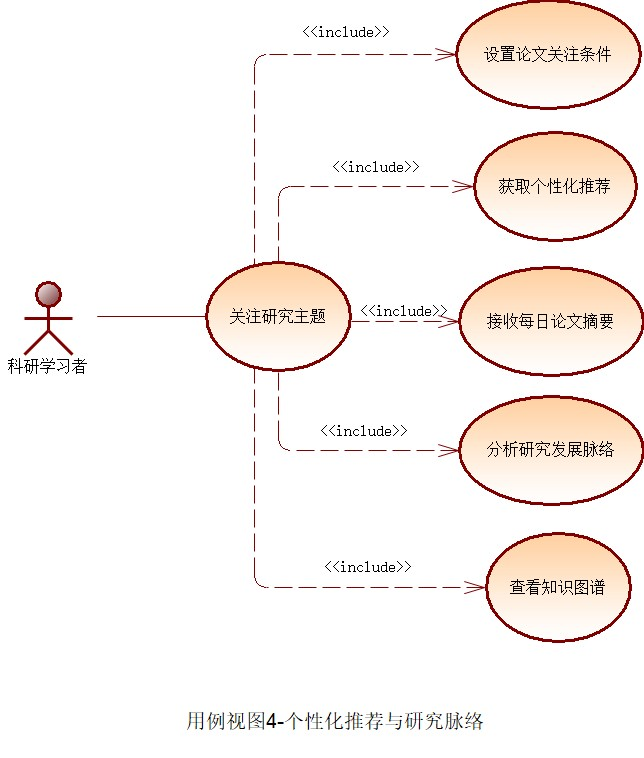 <<include>>
设置论文关注条件
<<include>>
获取个性化推荐
关注研究主题
<<include>>
接收每日论文摘要
科研学习者
<<include>>
分析研究发展脉络
<<include>>
查看知识图谱
用例视图4-个性化推荐与研究脉络